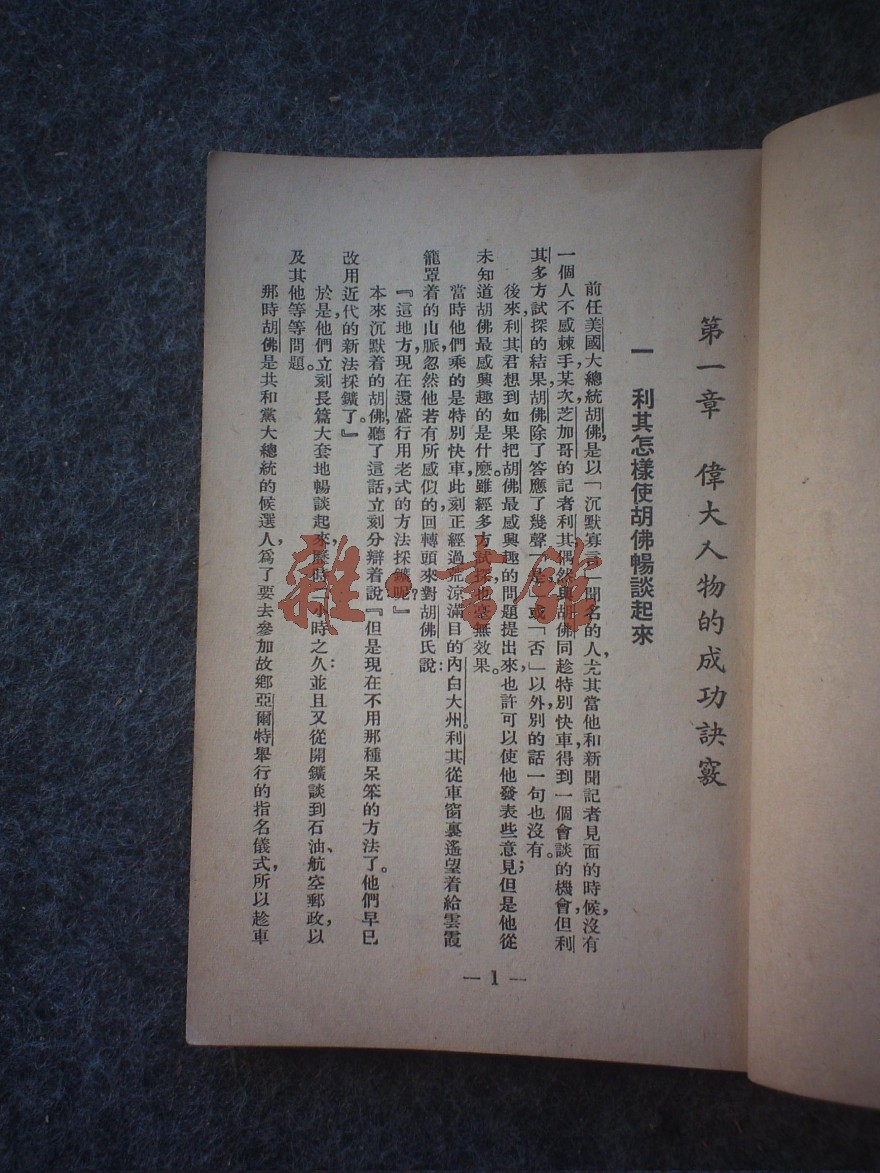 第一章　偉大人物的成功訣竅
一　利其怎樣使胡佛暢談起來
前任美國大總統胡佛，是以「沉默寡言」聞名的人，尤其當他和新聞記者見面的時候，沒有
一個人不感棘手。某次芝加哥的記者利其，偶然與胡佛同趁特別快車，得到一個會談的機會，但利
其多方試探的結果，胡佛除了答應了幾聲「是」或「否」以外，別的話一句也沒有。
後來利其君想到如果把胡佛最感興趣的問題提出來，也許可以使他發表些意見；但是他從
未知道胡佛最感興趣的是什麽。雖經多方試探，也毫無效果。
當時他們乘的是特別快車，此刻正經過荒涼滿目的內白大州。利其從車窗裏遙望着給雲霞
籠罩着的山脈，忽然他若有所感似的回轉頭來對胡佛氏說：
『這地方，現在還盛行用老式的方法採鑛呢？』
本來沉默着的胡佛，聽了這話立刻分辯着說：『但是現在不用那種呆笨的方法了。他們早已
改用近代的新法採鑛了。』
於是，他們立刻長篇大套地暢談起來，歷時一小時之久，並且又從開鑛談到石油、航空郵政，以
及其他等等問題。
那時胡佛是共和黨大總統的候選人，爲了要去參加故鄉亞爾特舉行的指名儀式，所以趁車
— 1 —
雜·書館